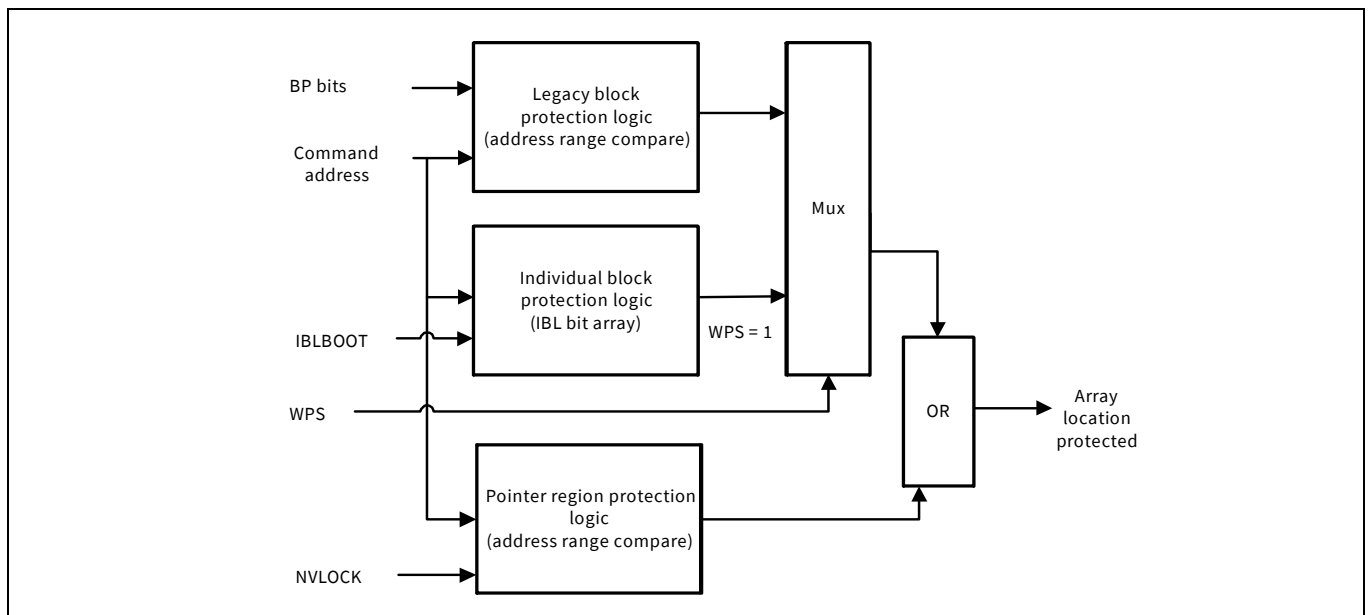 BP bits
Legacy block
protection logic
(address range compare)
Command
address
Mux
Individual block
protection logic
(IBL bit array)
IBLBOOT
WPS = 1
WPS
OR
Array
location
protected
Pointer region protection
logic
(address range compare)
NVLOCK